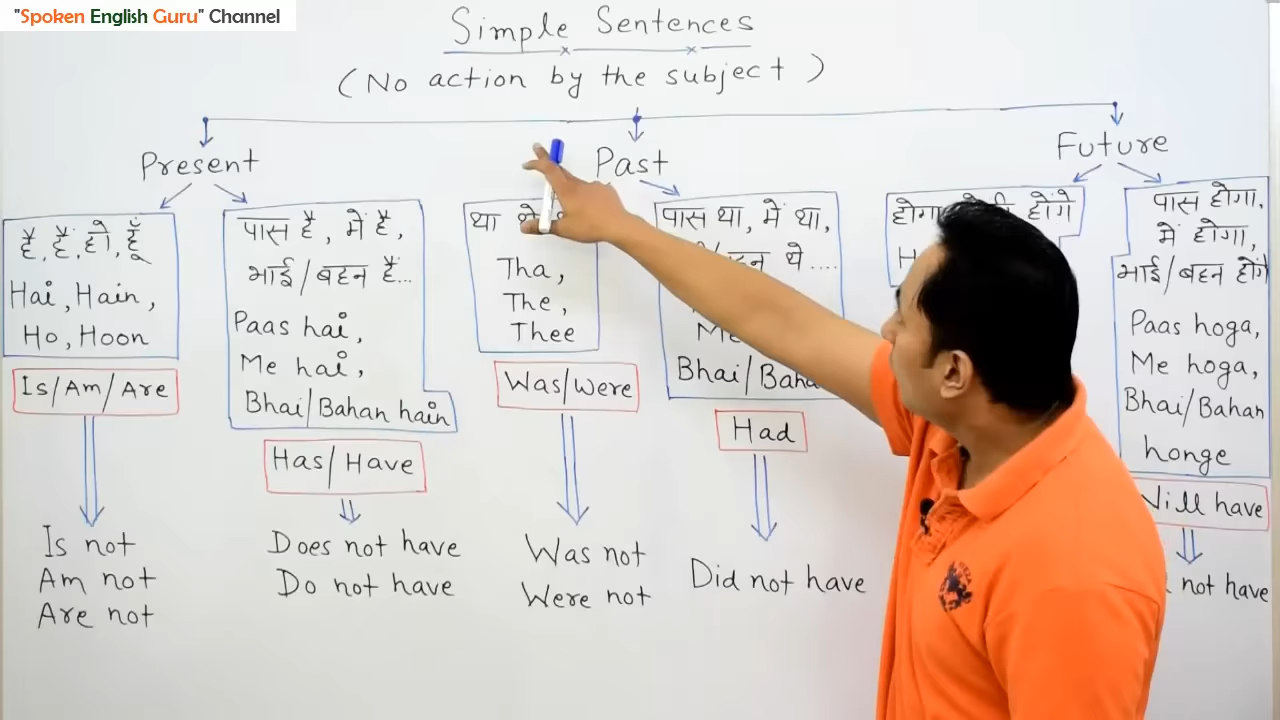 "Spoken English Guru" Channel
Simple Sentences
(No action by the subject)
Present
Past
Future
है, हैं, हो, हूँ
Hai, Hain,
Ho, Hoon
Is/Am/Are
Is not
Am not
Are not
पास है, में है,
भाई/बहन हैं...
Paas hai,
Me hai,
Bhai/Bahan hain
Has/Have
Does not have
Do not have
था
Tha,
The,
Thee
Was/Were
Was not
Were not
पास था, में था,
थे....
Me
Bhai/Baha
Had
Did not have
होगा होंगे
H
पास होगा,
में होगा,
भाई/बहन होंगे
Paas hoga,
Me hoga,
Bhai/Bahan
honge
have
not have